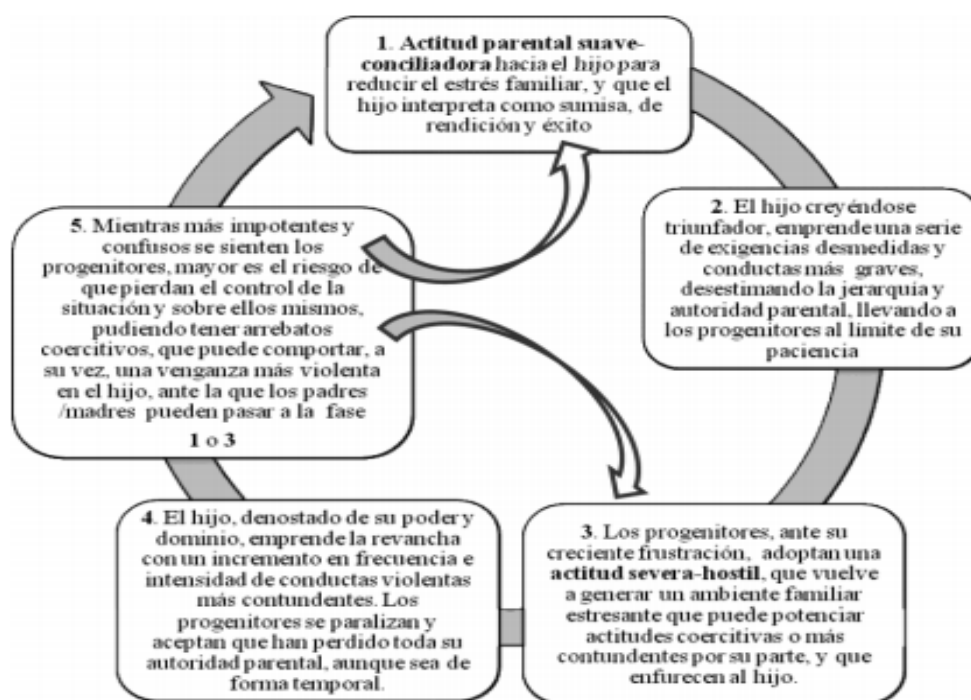 1. Actitud parental suave-
conciliadora hacia el hijo para
reducir el estrés familiar, y que el
hijo interpreta como sumisa, de
rendición y éxito
2. El hijo creyéndose
triunfador, emprende una serie
de exigencias desmedidas y
conductas más graves,
desestimando la jerarquía y
autoridad parental, llevando a
los progenitores al límite de su
paciencia
3. Los progenitores, ante su
creciente frustración, adoptan una
actitud severa-hostil, que vuelve
a generar un ambiente familiar
estresante que puede potenciar
actitudes coercitivas o más
contundentes por su parte, y que
enfurecen al hijo.
4. El hijo, denostado de su poder y
dominio, emprende la revancha
con un incremento en frecuencia e
intensidad de conductas violentas
más contundentes. Los
progenitores se paralizan y
aceptan que han perdido toda su
autoridad parental, aunque sea de
forma temporal.
5. Mientras más impotentes y
confusos se sienten los
progenitores, mayor es el riesgo de
que pierdan el control de la
situación y sobre ellos mismos,
pudiendo tener arrebatos
coercitivos, que puede comportar, a
su vez, una venganza más violenta
en el hijo, ante la que los padres
/madres pueden pasar a la fase
1 o 3